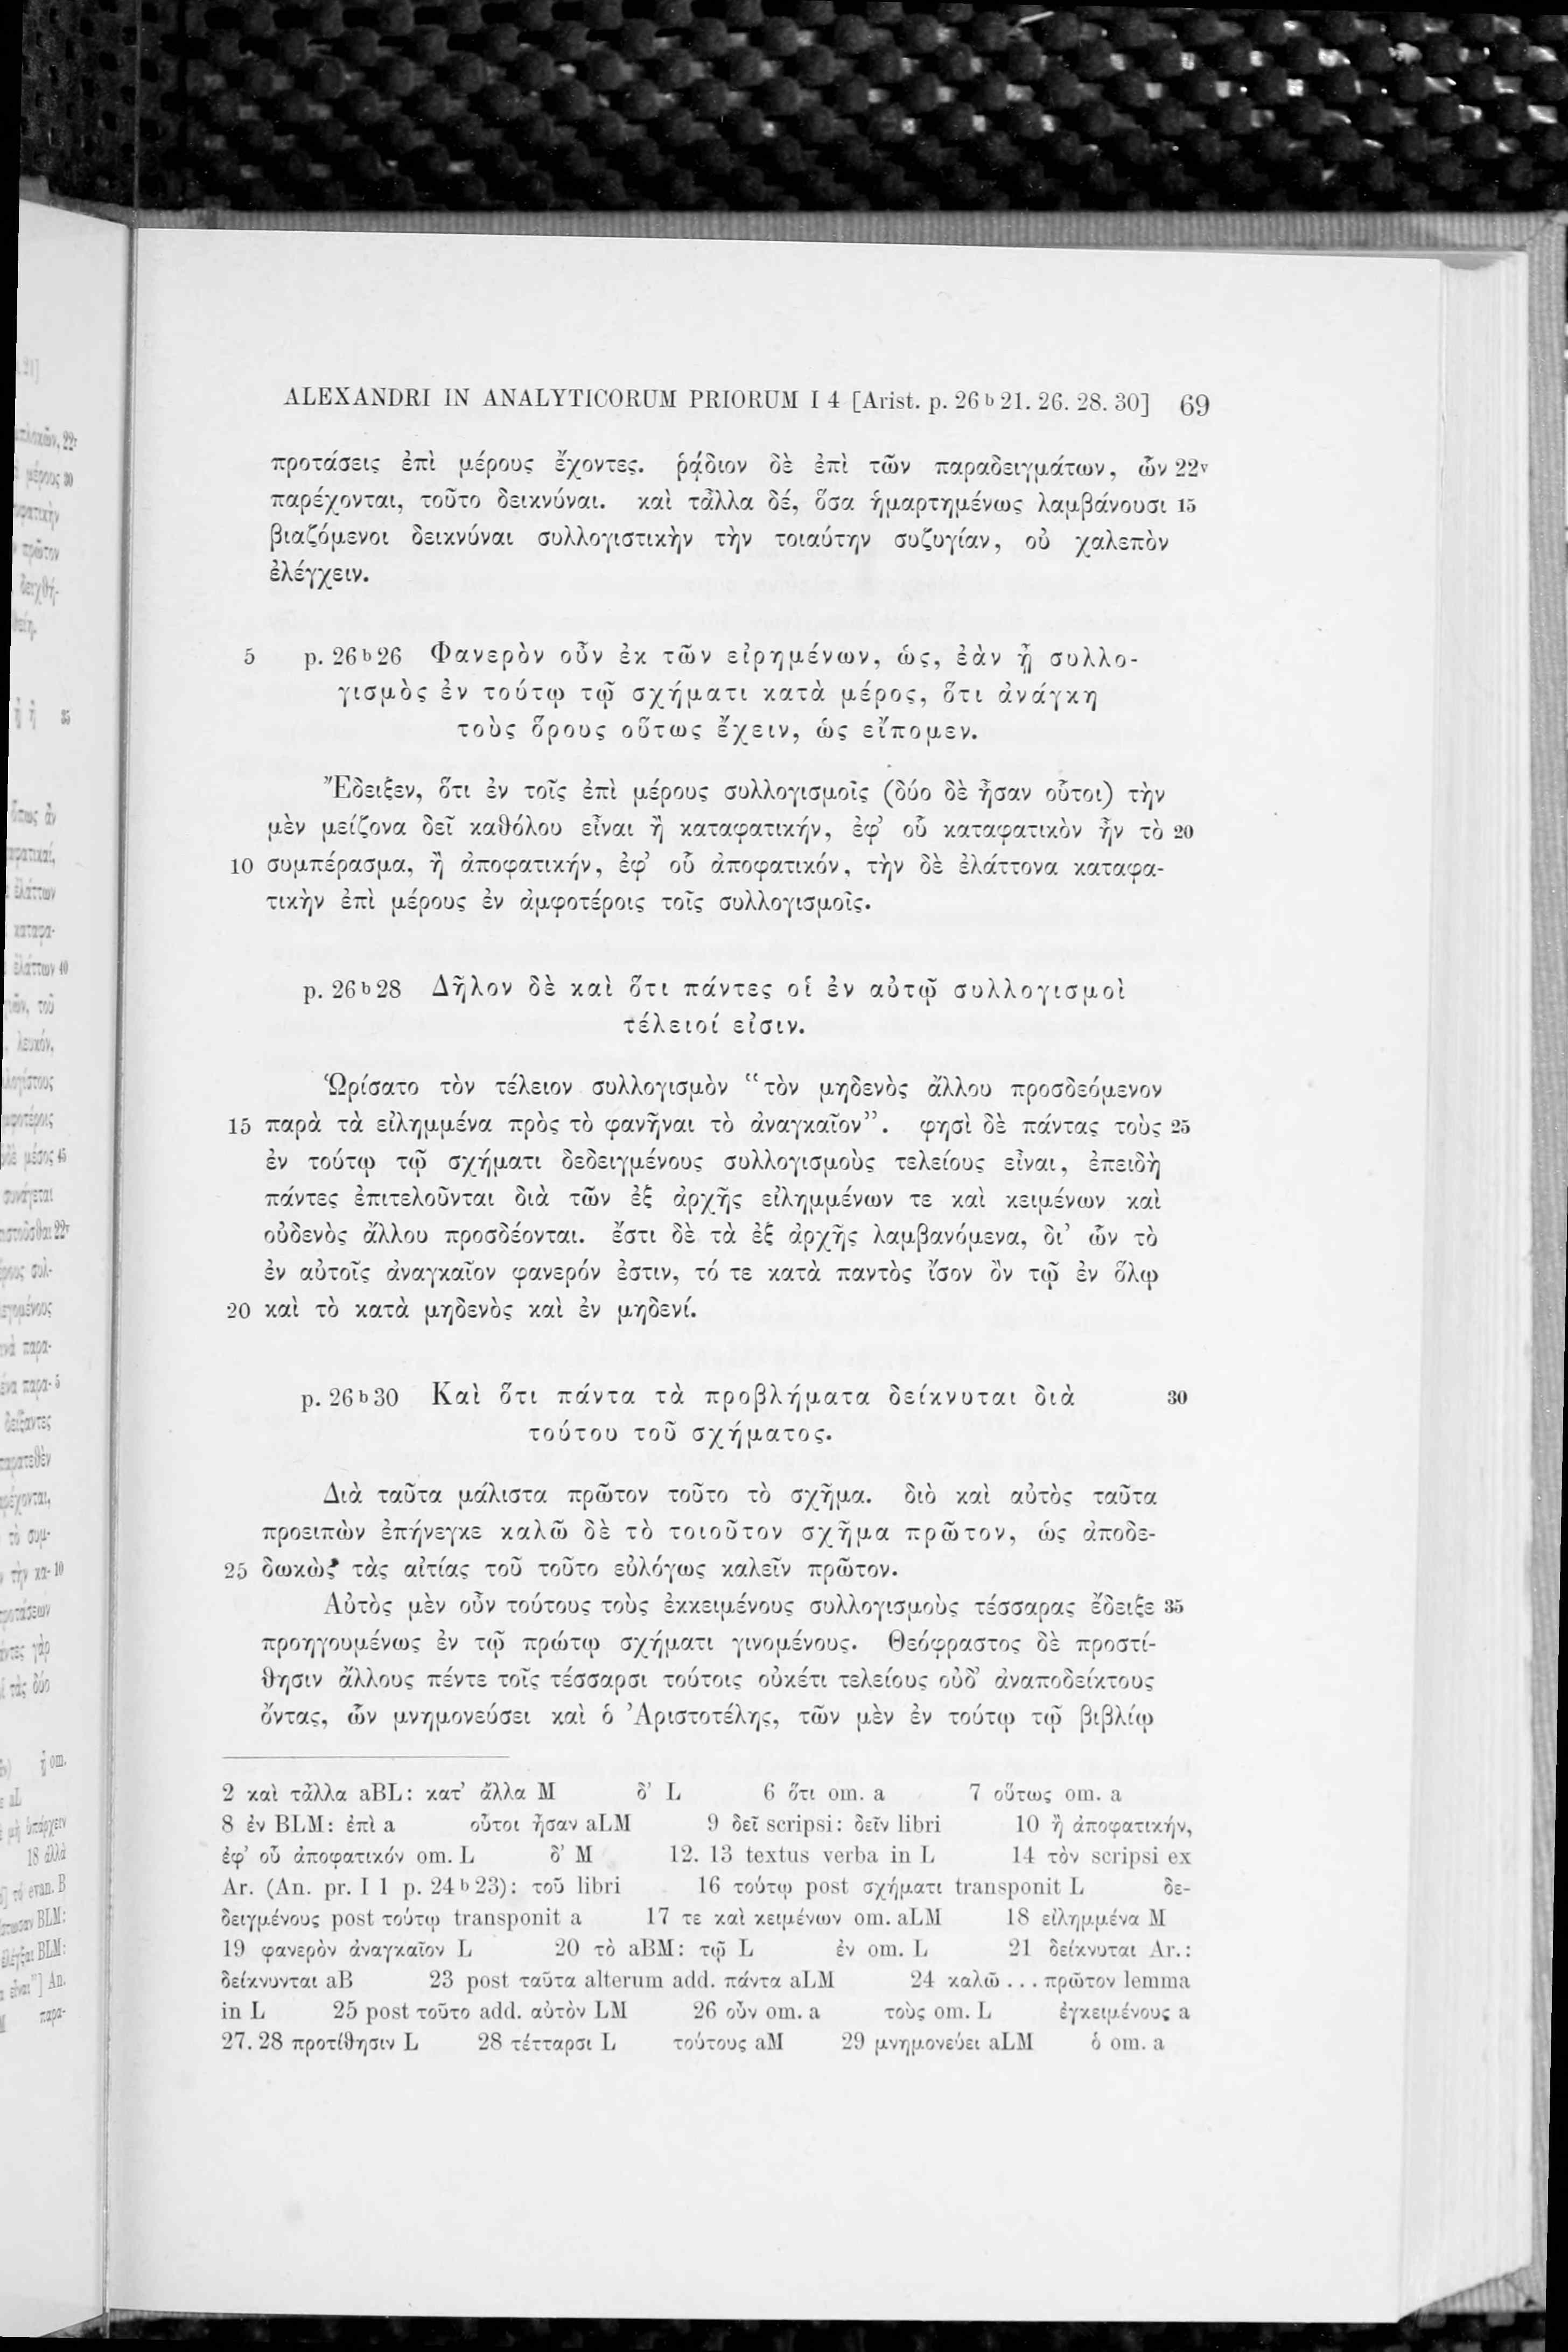 ALEXANDRI IN ANALYTICORUM PRIORUM I 4 [Arist. p. 26 b 21. 26. 28. 30] 69
προτάσεις ἐπὶ μέρους ἔχοντες. ῥᾴδιον δὲ ἐπὶ τῶν παραδειγμάτων, ὧν 22v
παρέχονται, τοῦτο δεικνύναι. καὶ τἆλλα δέ, ὅσα ἡμαρτημένως λαμβάνουσι 15
βιαζόμενοι δεικνύναι συλλογιστικὴν τὴν τοιαύτην συζυγίαν, οὐ χαλεπὸν
ἐλέγχειν.
5 p. 26 b 26 Φανερὸν οὖν ἐκ τῶν εἰρημένων, ὡς, ἐὰν ᾖ συλλο-
γισμὸς ἐν τούτῳ τῷ σχήματι κατὰ μέρος, ὅτι ἀνάγκη
τοὺς ὅρους οὕτως ἔχειν, ὡς εἴπομεν.
Ἔδειξεν, ὅτι ἐν τοῖς ἐπὶ μέρους συλλογισμοῖς (δύο δὲ ἦσαν οὗτοι) τὴν
μὲν μείζονα δεῖ καθόλου εἶναι ἢ καταφατικήν, ἐφ’ οὗ καταφατικὸν ἦν τὸ 20
10 συμπέρασμα, ἢ ἀποφατικήν, ἐφ’ οὗ ἀποφατικόν, τὴν δὲ ἐλάττονα καταφα-
τικὴν ἐπὶ μέρους ἐν ἀμφοτέροις τοῖς συλλογισμοῖς.
p. 26 b 28 Δῆλον δὲ καὶ ὅτι πάντες οἱ ἐν αὐτῷ συλλογισμοὶ
τέλειοί εἰσιν.
Ὡρίσατο τὸν τέλειον συλλογισμὸν “τὸν μηδενὸς ἄλλου προσδεόμενον
15 παρὰ τὰ εἰλημμένα πρὸς τὸ φανῆναι τὸ ἀναγκαῖον”. φησὶ δὲ πάντας τοὺς 25
ἐν τούτῳ τῷ σχήματι δεδειγμένους συλλογισμοὺς τελείους εἶναι, ἐπειδὴ
πάντες ἐπιτελοῦνται διὰ τῶν ἐξ ἀρχῆς εἰλημμένων τε καὶ κειμένων καὶ
οὐδενὸς ἄλλου προσδέονται. ἔστι δὲ τὰ ἐξ ἀρχῆς λαμβανόμενα, δι’ ὧν τὸ
ἐν αὐτοῖς ἀναγκαῖον φανερόν ἐστιν, τό τε κατὰ παντὸς ἴσον ὂν τῷ ἐν ὅλῳ
20 καὶ τὸ κατὰ μηδενὸς καὶ ἐν μηδενί.
p. 26 b 30 Καὶ ὅτι πάντα τὰ προβλήματα δείκνυται διὰ 30
τούτου τοῦ σχήματος.
Διὰ ταῦτα μάλιστα πρῶτον τοῦτο τὸ σχῆμα. διὸ καὶ αὐτὸς ταῦτα
προειπὼν ἐπήνεγκε καλῶ δὲ τὸ τοιοῦτον σχῆμα πρῶτον, ὡς ἀποδε-
25 δωκὼς τὰς αἰτίας τοῦ τοῦτο εὐλόγως καλεῖν πρῶτον.
Αὐτὸς μὲν οὖν τούτους τοὺς ἐκκειμένους συλλογισμοὺς τέσσαρας ἔδειξε 35
προηγουμένως ἐν τῷ πρώτῳ σχήματι γινομένους. Θεόφραστος δὲ προστί-
θησιν ἄλλους πέντε τοῖς τέσσαρσι τούτοις οὐκέτι τελείους οὐδ’ ἀναποδείκτους
ὄντας, ὧν μνημονεύσει καὶ ὁ Ἀριστοτέλης, τῶν μὲν ἐν τούτῳ τῷ βιβλίῳ
2 καὶ τἆλλα aBL: κατ’ ἄλλα M δ’ L 6 ὅτι om. a 7 οὕτως om. a
8 ἐν BLM: ἐπὶ a οὗτοι ἦσαν aLM 9 δεῖ scripsi: δεῖν libri 10 ἢ ἀποφατικήν,
ἐφ’ οὗ ἀποφατικόν om. L δ’ M 12. 13 textus verba in L 14 τὸν scripsi ex
Ar. (An. pr. I 1 p. 24 b 23): τοῦ libri 16 τούτῳ post σχήματι transponit L δε-
δειγμένους post τούτῳ transponit a 17 τε καὶ κειμένων om. aLM 18 εἰλημμένα M
19 φανερὸν ἀναγκαῖον L 20 τὸ aBM: τῷ L ἐν om. L 21 δείκνυται Ar.:
δείκνυνται aB 23 post ταῦτα alterum add. πάντα aLM 24 καλῶ . . . πρῶτον lemma
in L 25 post τοῦτο add. αὐτὸν LM 26 οὖν om. a τοὺς om. L ἐγκειμένους a
27. 28 προτίθησιν L 28 τέτταρσι L τούτους aM 29 μνημονεύει aLM ὁ om. a